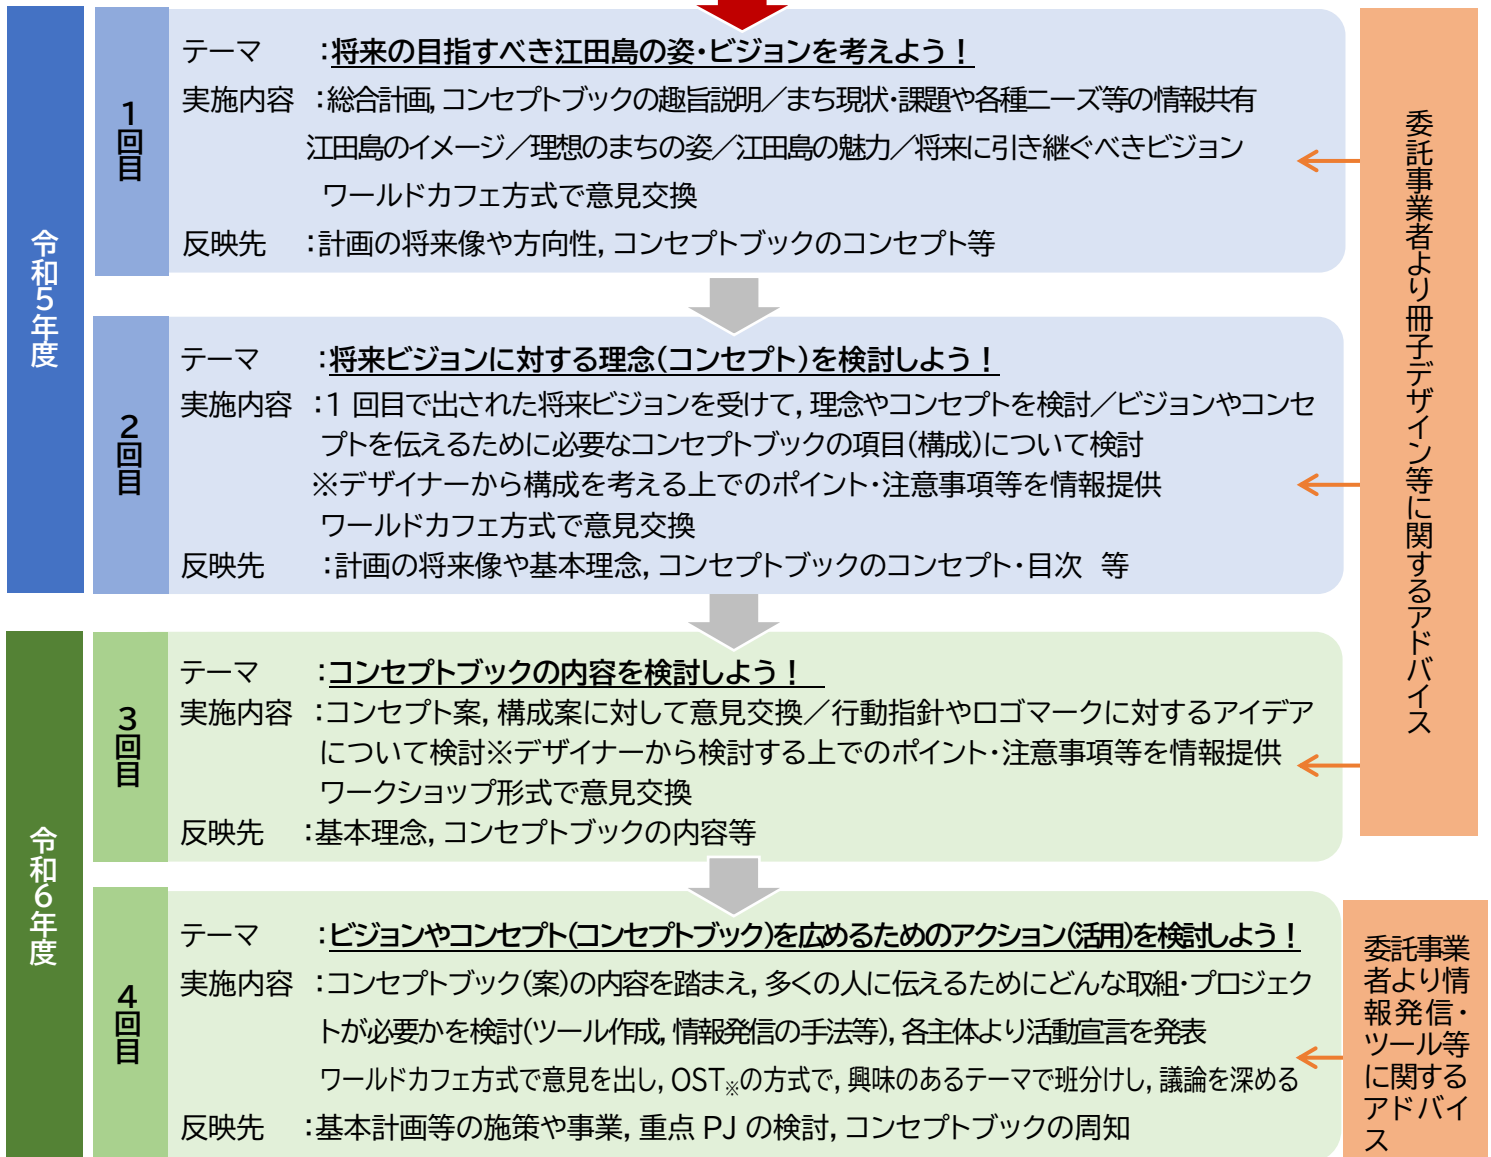 令和5年度
1回目
テーマ　　：将来の目指すべき江田島の姿・ビジョンを考えよう！
実施内容　：総合計画，コンセプトブックの趣旨説明／まち現状・課題や各種ニーズ等の情報共有
江田島のイメージ／理想のまちの姿／江田島の魅力／将来に引き継ぐべきビジョン
ワールドカフェ方式で意見交換
反映先　：計画の将来像や方向性，コンセプトブックのコンセプト等
2回目
テーマ　　：将来ビジョンに対する理念（コンセプト）を検討しよう！
実施内容　：1 回目で出された将来ビジョンを受けて，理念やコンセプトを検討／ビジョンやコンセ
プトを伝えるために必要なコンセプトブックの項目（構成）について検討
※デザイナーから構成を考える上でのポイント・注意事項等を情報提供
ワールドカフェ方式で意見交換
反映先　　：計画の将来像や基本理念，コンセプトブックのコンセプト・目次　等
令和6年度
3回目
テーマ　　：コンセプトブックの内容を検討しよう！
実施内容　：コンセプト案，構成案に対して意見交換／行動指針やロゴマークに対するアイデア
について検討※デザイナーから検討する上でのポイント・注意事項等を情報提供
ワークショップ形式で意見交換
反映先　：基本理念，コンセプトブックの内容等
4回目
テーマ　　：ビジョンやコンセプト（コンセプトブック）を広めるためのアクション（活用）を検討しよう！
実施内容　：コンセプトブック（案）の内容を踏まえ，多くの人に伝えるためにどんな取組・プロジェク
トが必要かを検討（ツール作成，情報発信の手法等），各主体より活動宣言を発表
ワールドカフェ方式で意見を出し，OST※の方式で，興味のあるテーマで班分けし，議論を深める
反映先　：基本計画等の施策や事業，重点 PJ の検討，コンセプトブックの周知
委託事業者より冊子デザイン等に関するアドバイス
委託事業
者より情
報発信・
ツール等
に関する
アドバイ
ス